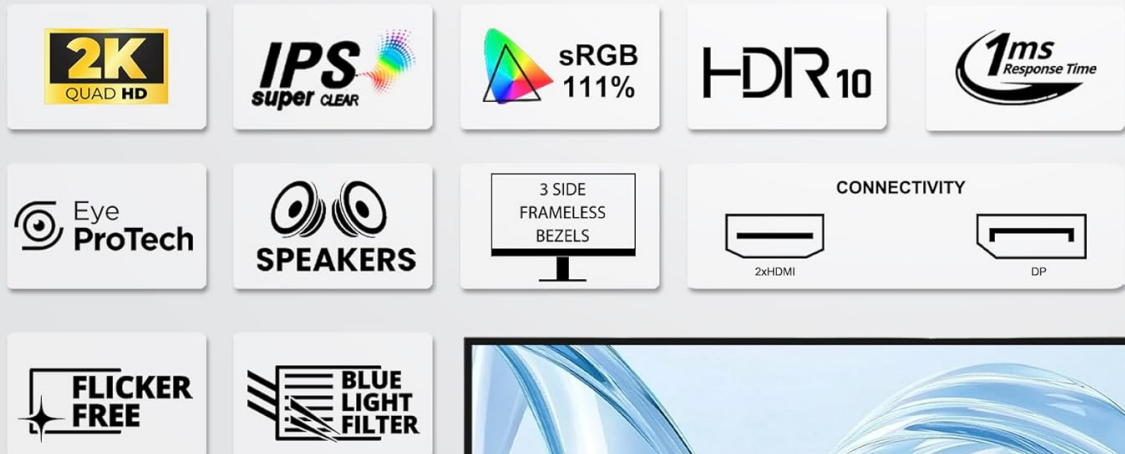 2K
QUAD HD
IPS
super CLEAR
sRGB
111%
HDR10
1ms
Response Time
Eye
ProTech
SPEAKERS
3 SIDE
FRAMELESS
BEZELS
CONNECTIVITY
2xHDMI
DP
FLICKER
FREE
BLUE
LIGHT
FILTER